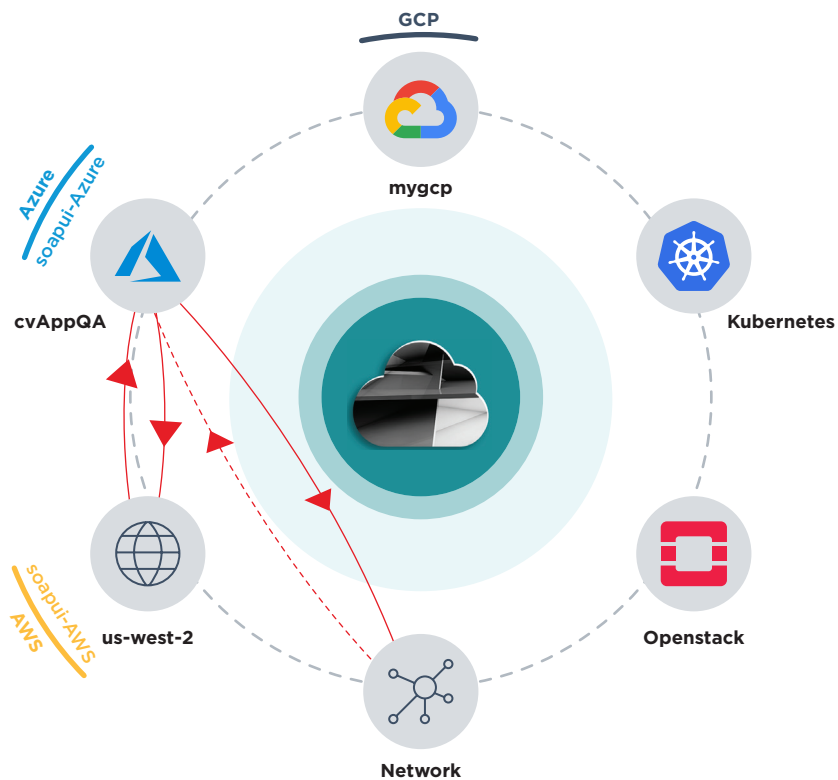 GCP
mygcp
Azure
soapui-Azure
cvAppQA
Kubernetes
soapui-AWS
AWS
us-west-2
Openstack
Network